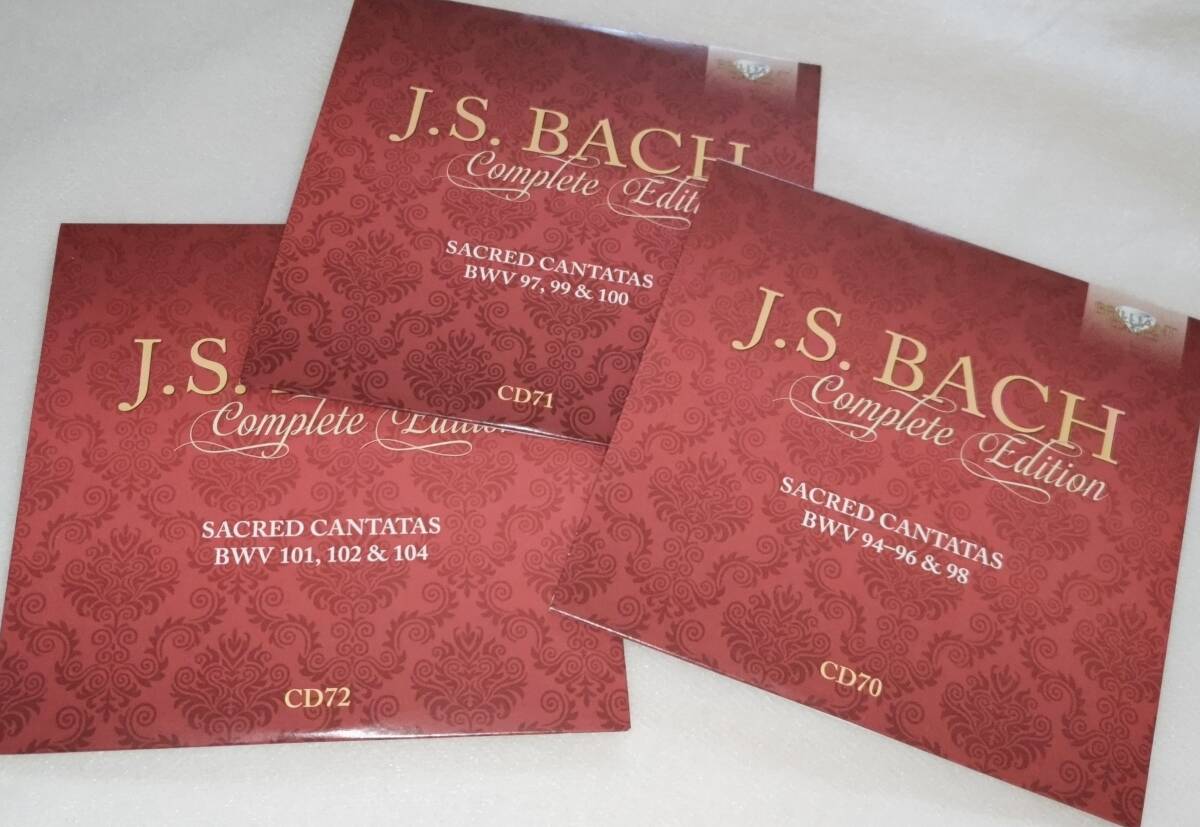 J.S. BACH
Complete
SACRED CANTATAS
BWV 97, 99 & 100
CD71
J.S. BACH
Complete Edition
SACRED CANTATAS
BWV 94–96 & 98
CD70
J.S.
Complete Edition
SACRED CANTATAS
BWV 101, 102 & 104
CD72